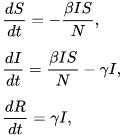 dS/dt = −βIS/N,
dI/dt = βIS/N − γI,
dR/dt = γI,